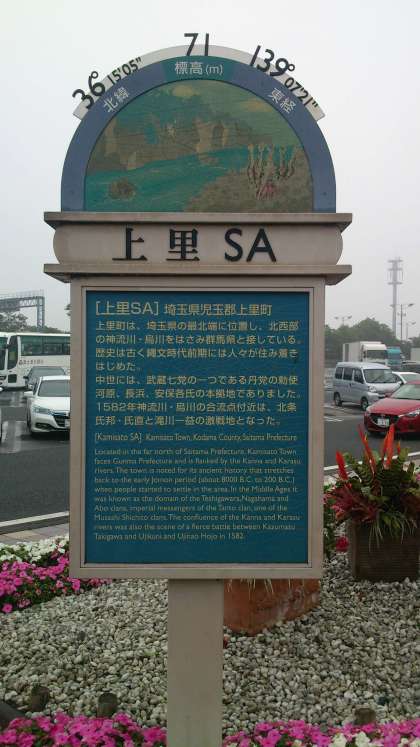 71
36°15'05" 標高(m) 139°07'21"
北緯 東経
上里 SA
[上里SA] 埼玉県児玉郡上里町
上里町は、埼玉県の最北端に位置し、北西部
の神流川・烏川をはさみ群馬県と接している。
歴史は古く縄文時代前期には人々が住み着き
はじめた。
中世には、武蔵七党の一つである丹党の勅使
河原、長浜、安保各氏の本拠地でありました。
1582年神流川・烏川の合流点付近は、北条
氏邦・氏直と滝川一益の激戦地となった。
[Kamisato SA] Kamisato Town, Kodama County, Saitama Prefecture
Located in the far north of Saitama Prefecture, Kamisato Town
faces Gunma Prefecture and is flanked by the Kanna and Karasu
rivers. The town is noted for its ancient history that stretches
back to the early Jomon period (about 8000 B.C. to 200 B.C.)
when people started to settle in the area. In the Middle Ages it
was known as the domain of the Teshigawara, Nagahama and
Abo clans, imperial messengers of the Tanto clan, one of the
Musashi Shichito clans. The confluence of the Kanna and Karasu
rivers was also the scene of a fierce battle between Kazumasu
Takigawa and Ujikuni and Ujinao Hojo in 1582.